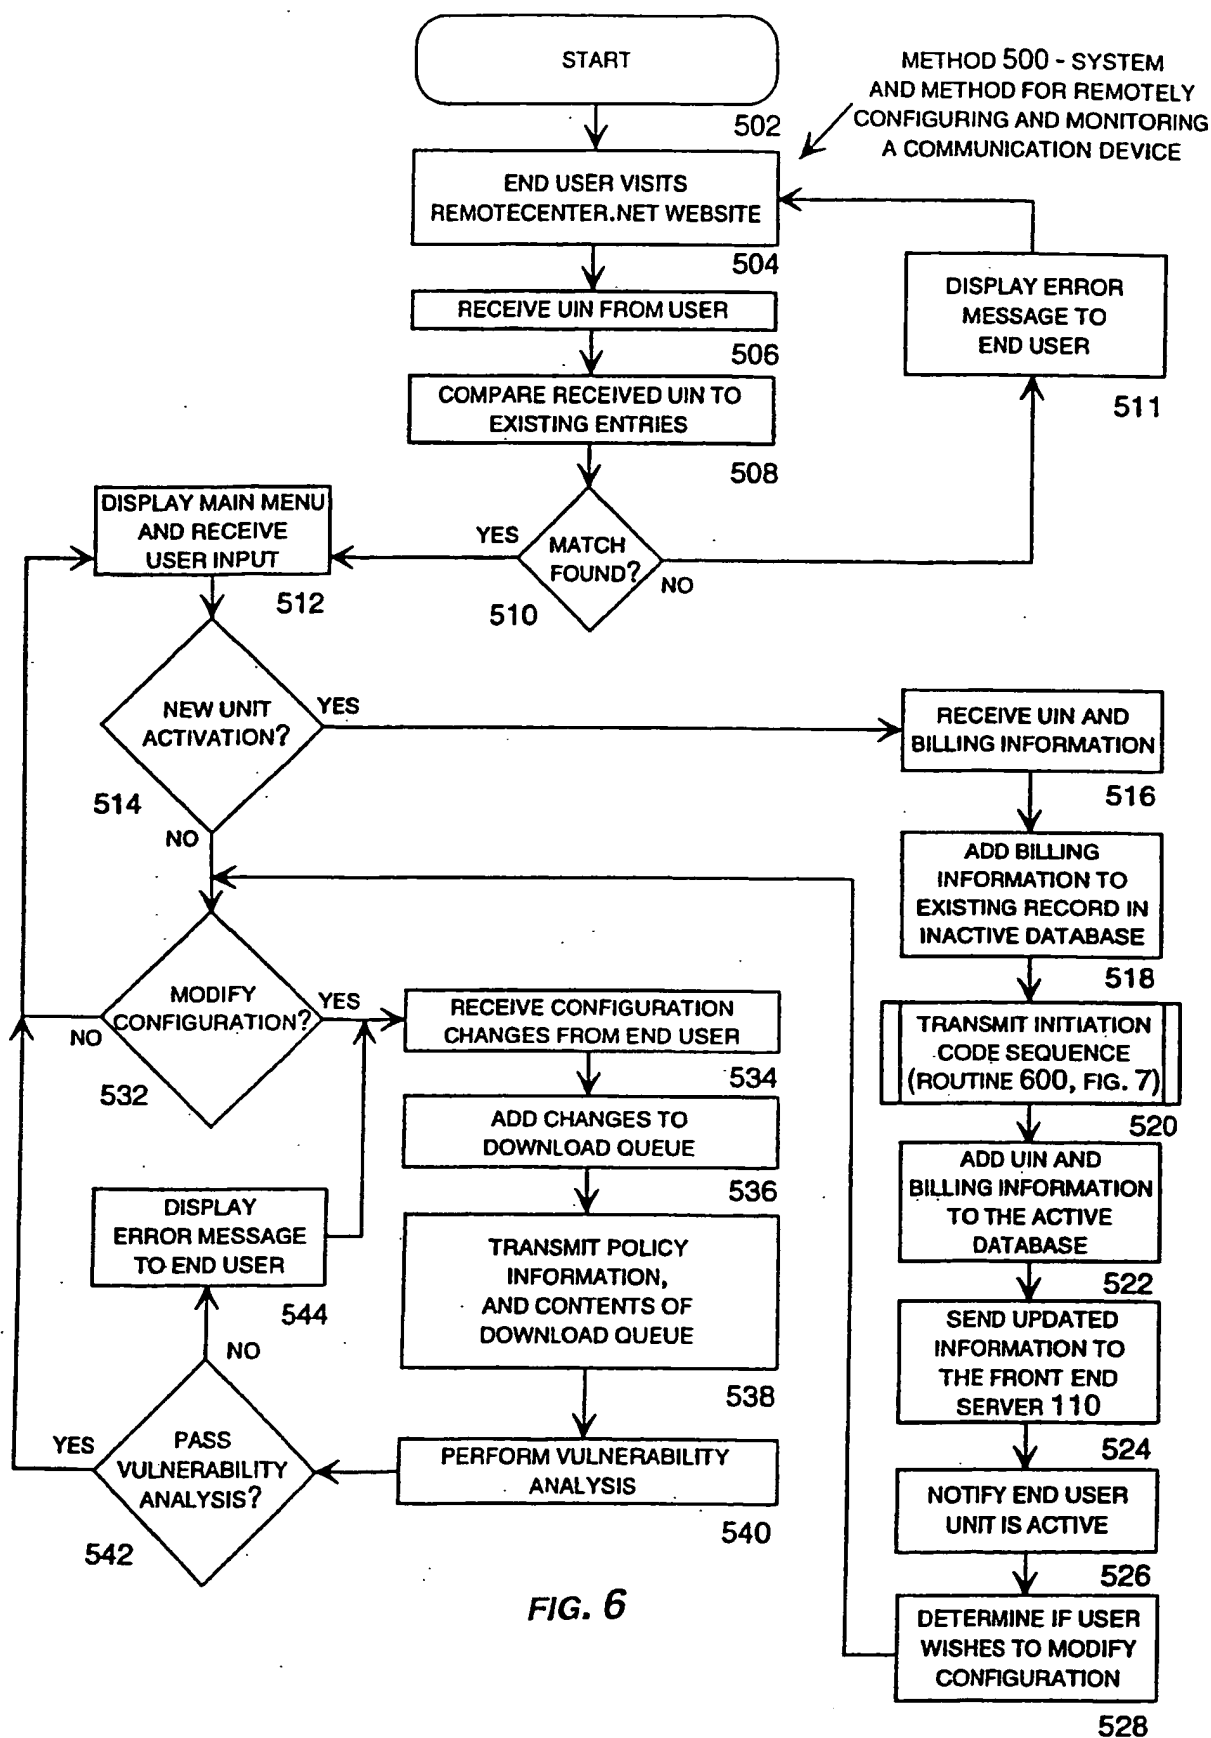 START
METHOD 500 - SYSTEM
AND METHOD FOR REMOTELY
CONFIGURING AND MONITORING
A COMMUNICATION DEVICE
502
END USER VISITS
REMOTECENTER.NET WEBSITE
504
RECEIVE UIN FROM USER
506
COMPARE RECEIVED UIN TO
EXISTING ENTRIES
508
DISPLAY ERROR
MESSAGE TO
END USER
511
MATCH
FOUND?
YES
NO
510
DISPLAY MAIN MENU
AND RECEIVE
USER INPUT
512
NEW UNIT
ACTIVATION?
YES
514
NO
RECEIVE UIN AND
BILLING INFORMATION
516
ADD BILLING
INFORMATION TO
EXISTING RECORD IN
INACTIVE DATABASE
518
TRANSMIT INITIATION
CODE SEQUENCE
(ROUTINE 600, FIG. 7)
520
ADD UIN AND
BILLING INFORMATION
TO THE ACTIVE
DATABASE
522
SEND UPDATED
INFORMATION TO
THE FRONT END
SERVER 110
524
NOTIFY END USER
UNIT IS ACTIVE
526
DETERMINE IF USER
WISHES TO MODIFY
CONFIGURATION
528
MODIFY
CONFIGURATION?
YES
NO
532
RECEIVE CONFIGURATION
CHANGES FROM END USER
534
ADD CHANGES TO
DOWNLOAD QUEUE
536
TRANSMIT POLICY
INFORMATION,
AND CONTENTS OF
DOWNLOAD QUEUE
538
PERFORM VULNERABILITY
ANALYSIS
540
PASS
VULNERABILITY
ANALYSIS?
YES
NO
542
DISPLAY
ERROR MESSAGE
TO END USER
544
FIG. 6